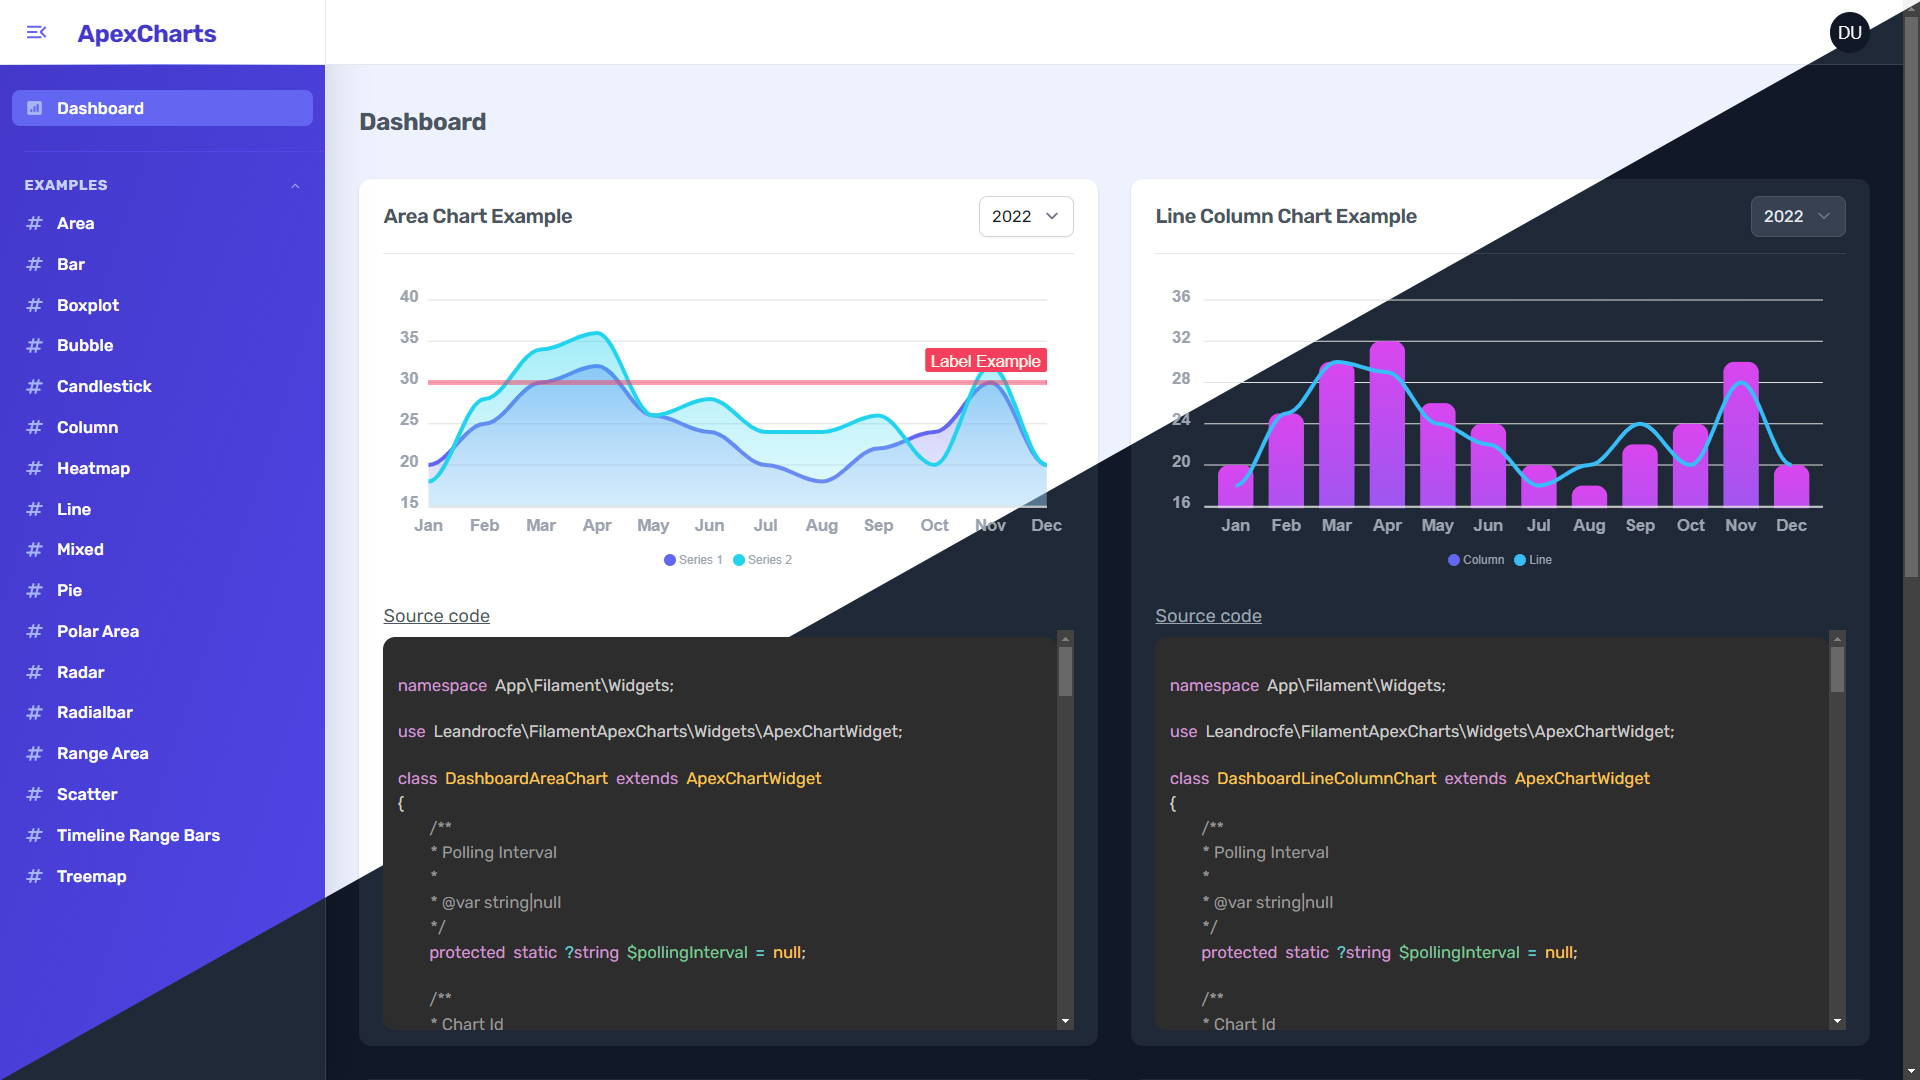 ApexCharts
DU
Dashboard
EXAMPLES
# Area
# Bar
# Boxplot
# Bubble
# Candlestick
# Column
# Heatmap
# Line
# Mixed
# Pie
# Polar Area
# Radar
# Radialbar
# Range Area
# Scatter
# Timeline Range Bars
# Treemap
Dashboard
Area Chart Example
2022
40
35
30
25
20
15
Label Example
Jan Feb Mar Apr May Jun Jul Aug Sep Oct Nov Dec
Series 1 Series 2
Source code
namespace App\Filament\Widgets;
use Leandrocfe\FilamentApexCharts\Widgets\ApexChartWidget;
class DashboardAreaChart extends ApexChartWidget
{
/**
* Polling Interval
*
* @var string|null
*/
protected static ?string $pollingInterval = null;
/**
* Chart Id
Line Column Chart Example
2022
36
32
28
24
20
16
Jan Feb Mar Apr May Jun Jul Aug Sep Oct Nov Dec
Column Line
Source code
namespace App\Filament\Widgets;
use Leandrocfe\FilamentApexCharts\Widgets\ApexChartWidget;
class DashboardLineColumnChart extends ApexChartWidget
{
/**
* Polling Interval
*
* @var string|null
*/
protected static ?string $pollingInterval = null;
/**
* Chart Id